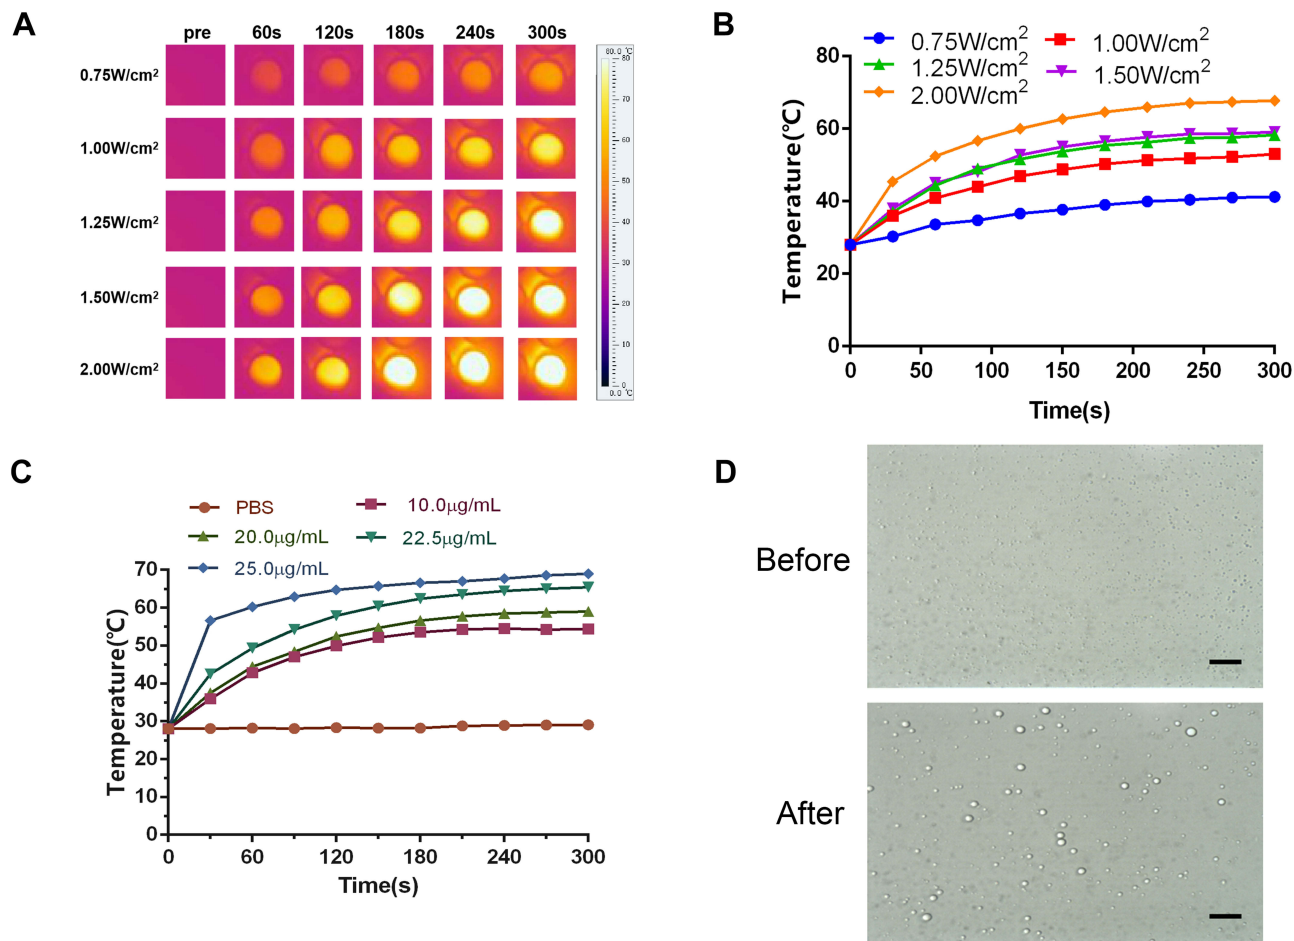 A
pre 60s 120s 180s 240s 300s
0.75W/cm2
1.00W/cm2
1.25W/cm2
1.50W/cm2
2.00W/cm2
80.0 °C
80
70
60
50
40
30
20
10
0
0.0 °C
B
0.75W/cm2 1.00W/cm2
1.25W/cm2 1.50W/cm2
2.00W/cm2
Temperature(℃)
80
60
40
20
0
0 50 100 150 200 250 300
Time(s)
C
PBS 10.0μg/mL
20.0μg/mL 22.5μg/mL
25.0μg/mL
Temperature(℃)
70
60
50
40
30
20
10
0
0 60 120 180 240 300
Time(s)
D
Before
After